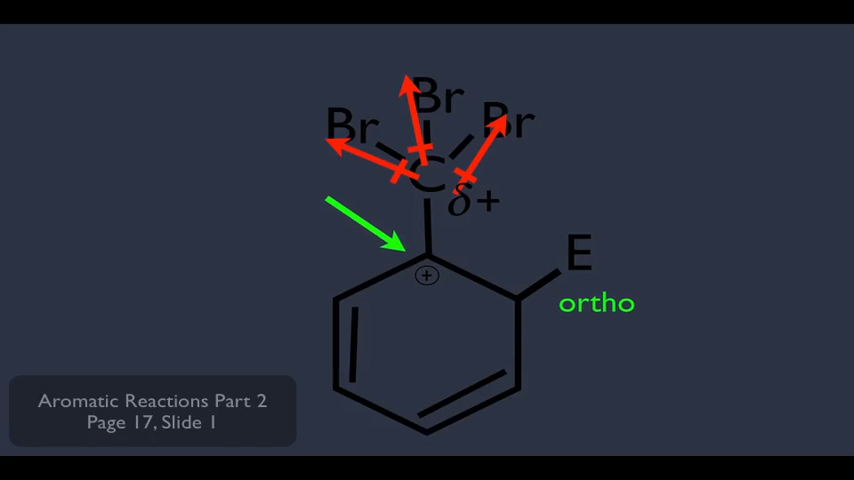 Br
Br
Br
C
δ+
E
+
ortho
Aromatic Reactions Part 2
Page 17, Slide 1